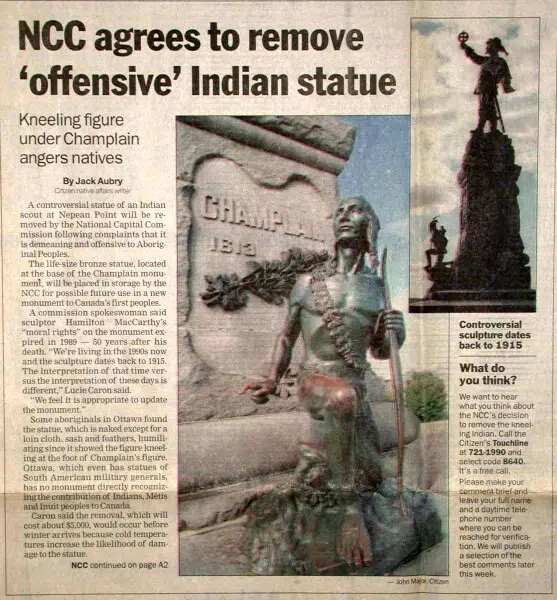 NCC agrees to remove
‘offensive’ Indian statue
Kneeling figure
under Champlain
angers natives
By Jack Aubry
Citizen native affairs writer
A controversial statue of an Indian
scout at Nepean Point will be re-
moved by the National Capital Com-
mission following complaints that it
is demeaning and offensive to Aborig-
inal Peoples.
The life-size bronze statue, located
at the base of the Champlain monu-
ment, will be placed in storage by the
NCC for possible future use in a new
monument to Canada's first peoples.
A commission spokeswoman said
sculptor Hamilton MacCarthy's
“moral rights” on the monument ex-
pired in 1989 — 50 years after his
death. “We're living in the 1990s now
and the sculpture dates back to 1915.
The interpretation of that time ver-
sus the interpretation of these days is
different,” Lucie Caron said.
“We feel it is appropriate to update
the monument.”
Some aboriginals in Ottawa found
the statue, which is naked except for a
loin cloth, sash and feathers, humili-
ating since it showed the figure kneel-
ing at the foot of Champlain's figure.
Ottawa, which even has statues of
South American military generals,
has no monument directly recogniz-
ing the contribution of Indians, Métis
and Inuit peoples to Canada.
Caron said the removal, which will
cost about $5,000, would occur before
winter arrives because cold tempera-
tures increase the likelihood of dam-
age to the statue.
NCC continued on page A2
CHAMPLAIN
1613
— John Major, Citizen
Controversial
sculpture dates
back to 1915
What do
you think?
We want to hear
what you think about
the NCC's decision
to remove the kneel-
ing Indian. Call the
Citizen's Touchline
at 721-1990 and
select code 8640.
It's a free call.
Please make your
comment brief and
leave your full name
and a daytime tele-
phone number
where you can be
reached for verifica-
tion. We will publish
a selection of the
best comments later
this week.